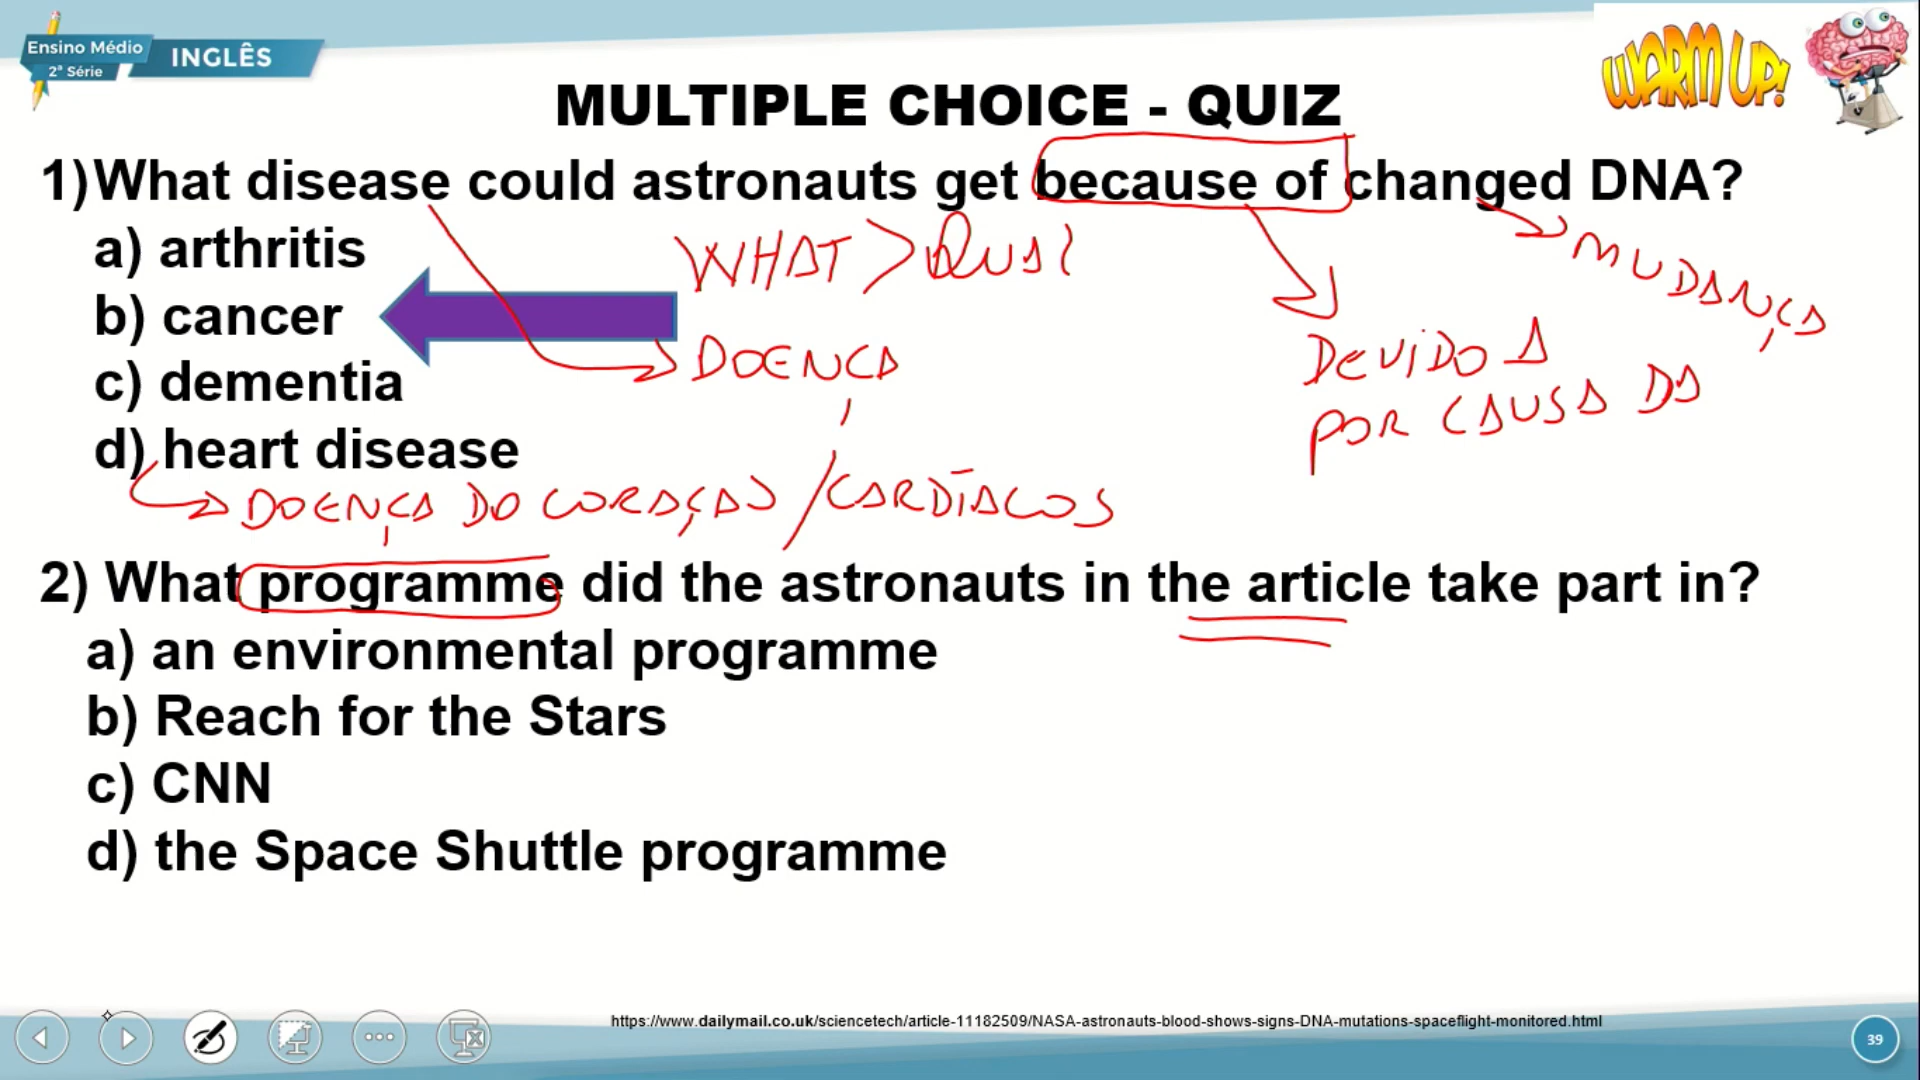 Ensino Médio
2ª Série
INGLÊS
WARM UP!
MULTIPLE CHOICE - QUIZ
1)What disease could astronauts get because of changed DNA?
a) arthritis
WHAT > QUAL
MUDANÇA
b) cancer
c) dementia
DOENÇA
DEVIDO A
POR CAUSA DA
d) heart disease
DOENÇA DO CORAÇÃO / CARDÍACOS
2) What programme did the astronauts in the article take part in?
a) an environmental programme
b) Reach for the Stars
c) CNN
d) the Space Shuttle programme
https://www.dailymail.co.uk/sciencetech/article-11182509/NASA-astronauts-blood-shows-signs-DNA-mutations-spaceflight-monitored.html
39